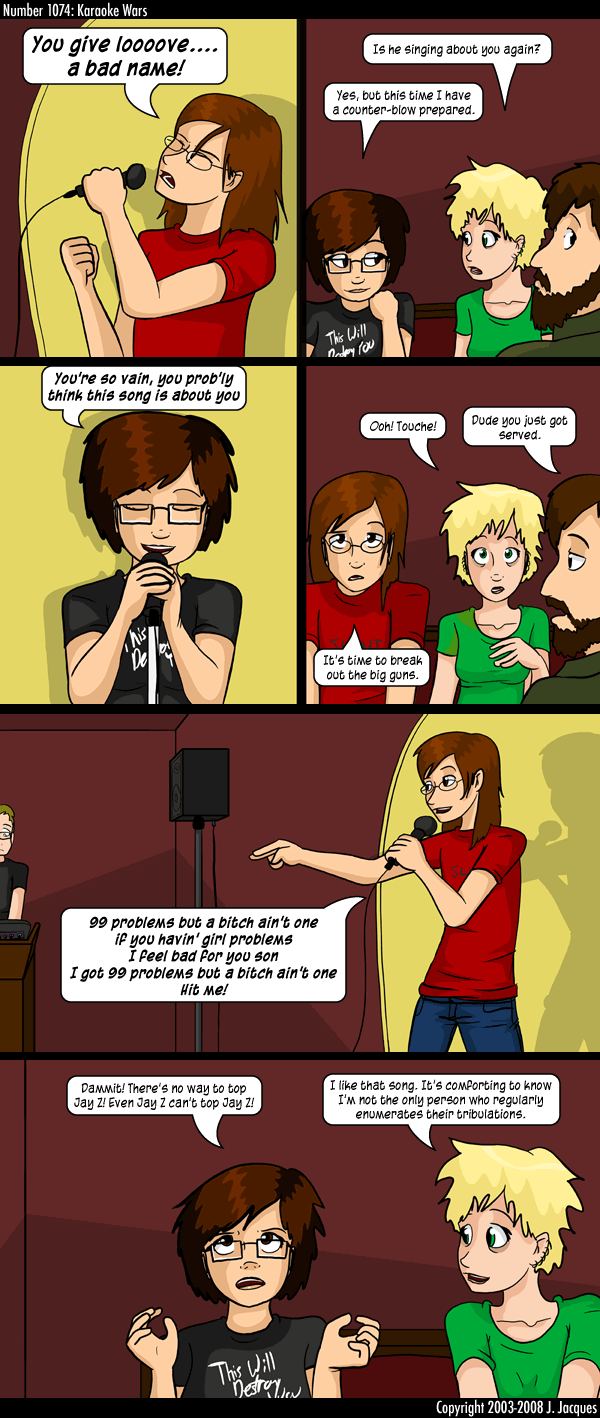 Number 1074: Karaoke Wars
You give loooove....
a bad name!
Is he singing about you again?
Yes, but this time I have
a counter-blow prepared.
This Will
Destroy You
You're so vain, you prob'ly
think this song is about you
This
Destroy
Ooh! Touche!
Dude you just got
served.
It's time to break
out the big guns.
99 problems but a bitch ain't one
if you havin' girl problems
I feel bad for you son
I got 99 problems but a bitch ain't one
Hit me!
Dammit! There's no way to top
Jay Z! Even Jay Z can't top Jay Z!
I like that song. It's comforting to know
I'm not the only person who regularly
enumerates their tribulations.
This Will
Destroy
You
Copyright 2003-2008 J. Jacques